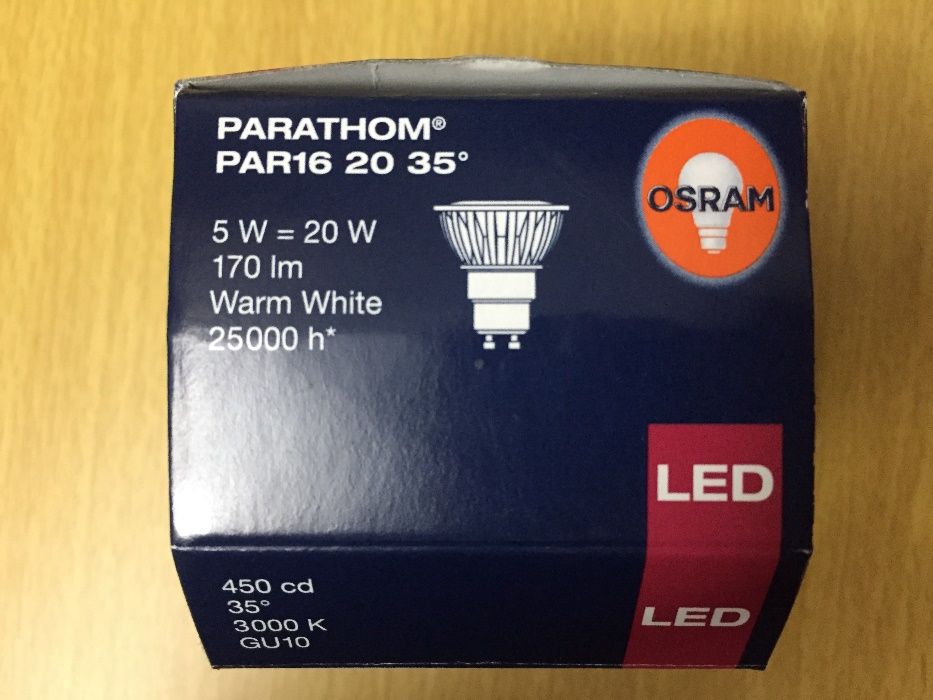 PARATHOM®
PAR16 20 35°
OSRAM
5 W = 20 W
170 lm
Warm White
25000 h*
LED
450 cd
35°
3000 K
GU10
LED